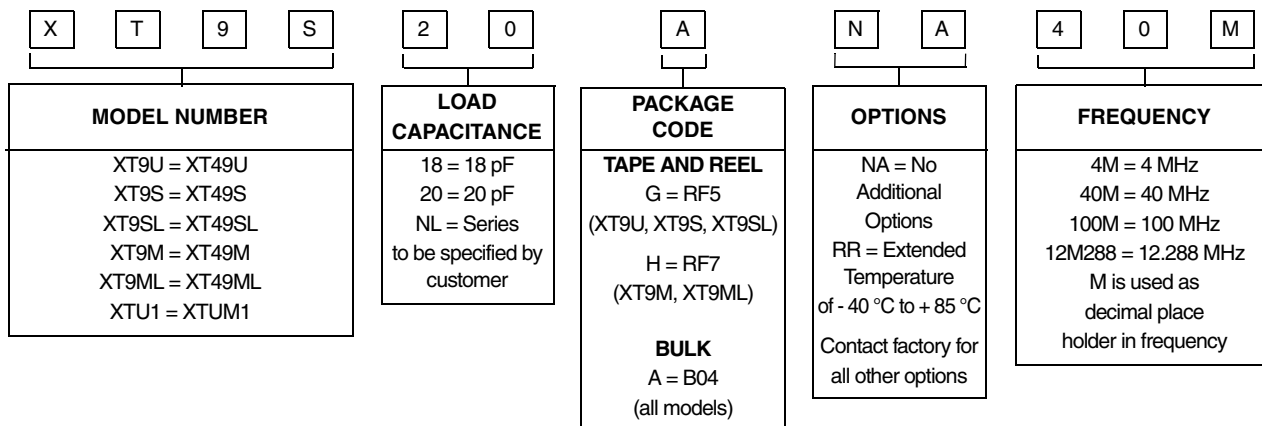 X T 9 S 2 0 A N A 4 0 M
MODEL NUMBER
XT9U = XT49U
XT9S = XT49S
XT9SL = XT49SL
XT9M = XT49M
XT9ML = XT49ML
XTU1 = XTUM1
LOAD
CAPACITANCE
18 = 18 pF
20 = 20 pF
NL = Series
to be specified by
customer
PACKAGE
CODE
TAPE AND REEL
G = RF5
(XT9U, XT9S, XT9SL)
H = RF7
(XT9M, XT9ML)
BULK
A = B04
(all models)
OPTIONS
NA = No
Additional
Options
RR = Extended
Temperature
of - 40 °C to + 85 °C
Contact factory for
all other options
FREQUENCY
4M = 4 MHz
40M = 40 MHz
100M = 100 MHz
12M288 = 12.288 MHz
M is used as
decimal place
holder in frequency